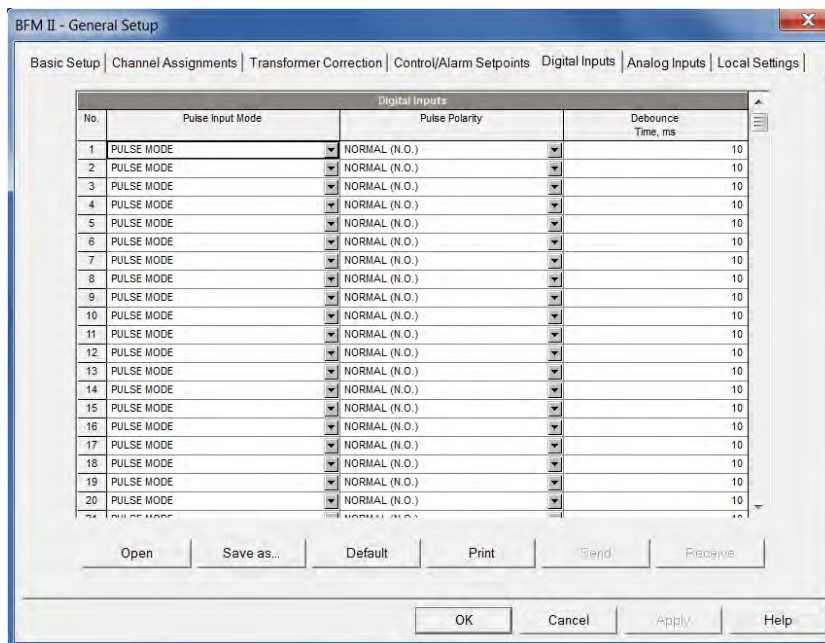 BFM II - General Setup
Basic Setup Channel Assignments Transformer Correction Control/Alarm Setpoints Digital Inputs Analog Inputs Local Settings
Digital Inputs
No. Pulse Input Mode Pulse Polarity Debounce Time, ms
1 PULSE MODE NORMAL (N.O.) 10
2 PULSE MODE NORMAL (N.O.) 10
3 PULSE MODE NORMAL (N.O.) 10
4 PULSE MODE NORMAL (N.O.) 10
5 PULSE MODE NORMAL (N.O.) 10
6 PULSE MODE NORMAL (N.O.) 10
7 PULSE MODE NORMAL (N.O.) 10
8 PULSE MODE NORMAL (N.O.) 10
9 PULSE MODE NORMAL (N.O.) 10
10 PULSE MODE NORMAL (N.O.) 10
11 PULSE MODE NORMAL (N.O.) 10
12 PULSE MODE NORMAL (N.O.) 10
13 PULSE MODE NORMAL (N.O.) 10
14 PULSE MODE NORMAL (N.O.) 10
15 PULSE MODE NORMAL (N.O.) 10
16 PULSE MODE NORMAL (N.O.) 10
17 PULSE MODE NORMAL (N.O.) 10
18 PULSE MODE NORMAL (N.O.) 10
19 PULSE MODE NORMAL (N.O.) 10
20 PULSE MODE NORMAL (N.O.) 10
Open Save as... Default Print Send Receive
OK Cancel Apply Help